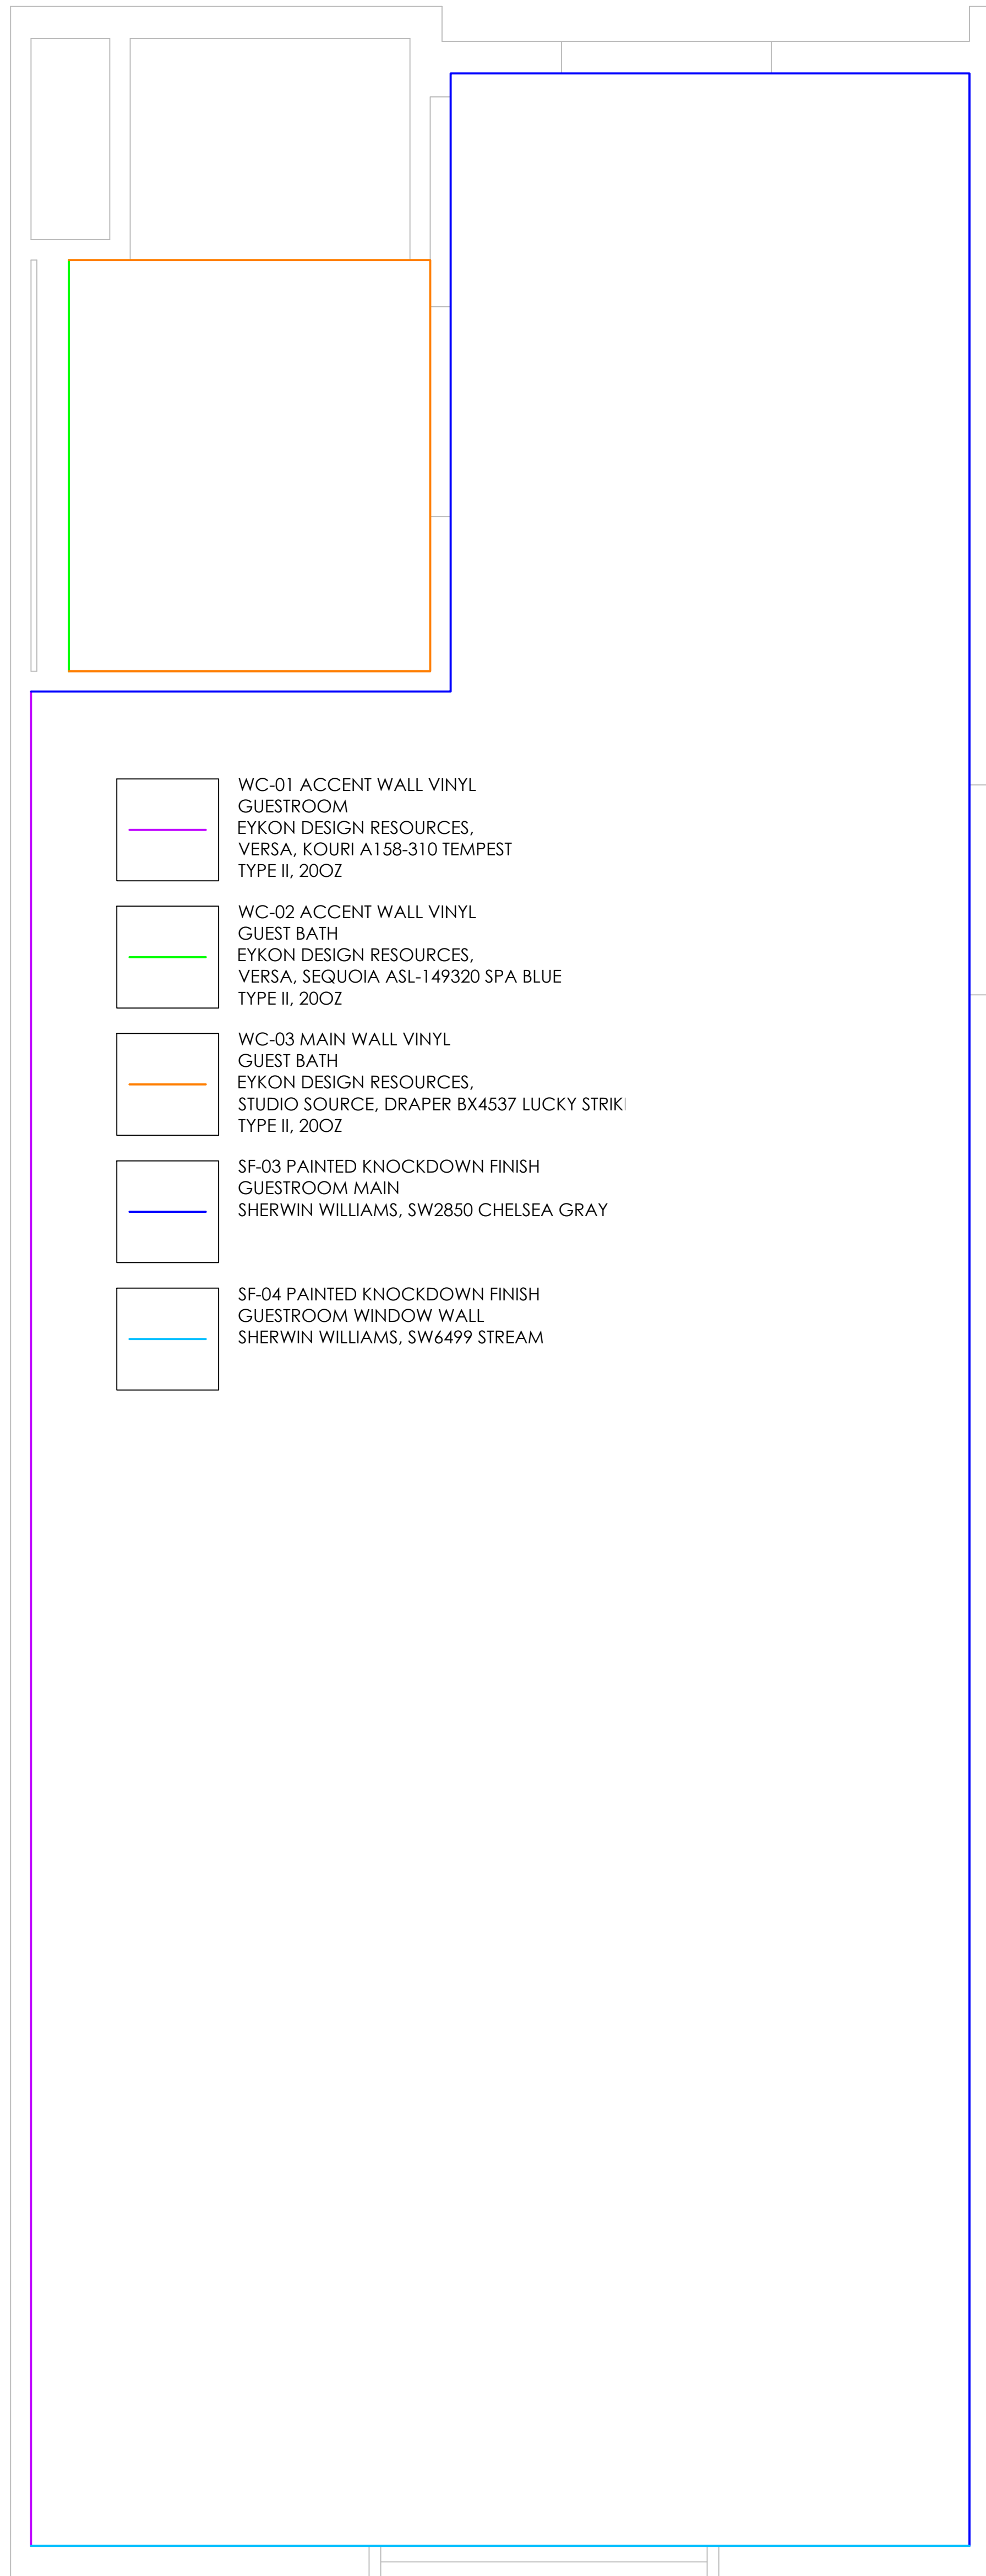 WC-01 ACCENT WALL VINYL
GUESTROOM
EYKON DESIGN RESOURCES,
VERSA, KOURI A158-310 TEMPEST
TYPE II, 20OZ
WC-02 ACCENT WALL VINYL
GUEST BATH
EYKON DESIGN RESOURCES,
VERSA, SEQUOIA ASL-149320 SPA BLUE
TYPE II, 20OZ
WC-03 MAIN WALL VINYL
GUEST BATH
EYKON DESIGN RESOURCES,
STUDIO SOURCE, DRAPER BX4537 LUCKY
TYPE II, 20OZ
SF-03 PAINTED KNOCKDOWN FINISH
GUESTROOM MAIN
SHERWIN WILLIAMS, SW2850 CHELSEA GRAY
SF-04 PAINTED KNOCKDOWN FINISH
GUESTROOM WINDOW WALL
SHERWIN WILLIAMS, SW6499 STREAM